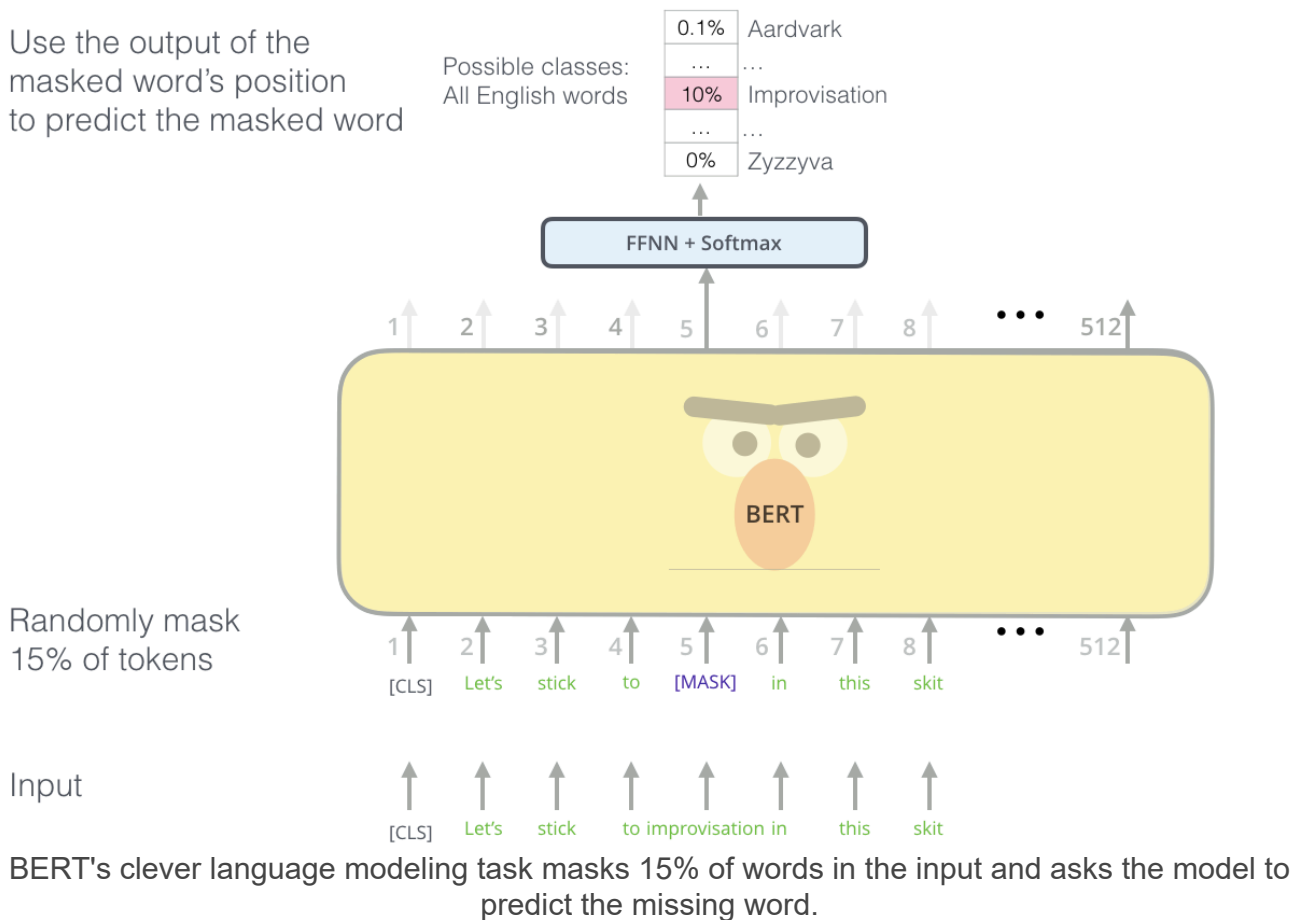 Use the output of the
masked word's position
to predict the masked word
Possible classes:
All English words
0.1% Aardvark
... ...
10% Improvisation
... ...
0% Zyzzyva
FFNN + Softmax
1 2 3 4 5 6 7 8 ••• 512
BERT
Randomly mask
15% of tokens
1 2 3 4 5 6 7 8 ••• 512
[CLS] Let's stick to [MASK] in this skit
Input
[CLS] Let's stick to improvisation in this skit
BERT's clever language modeling task masks 15% of words in the input and asks the model to
predict the missing word.